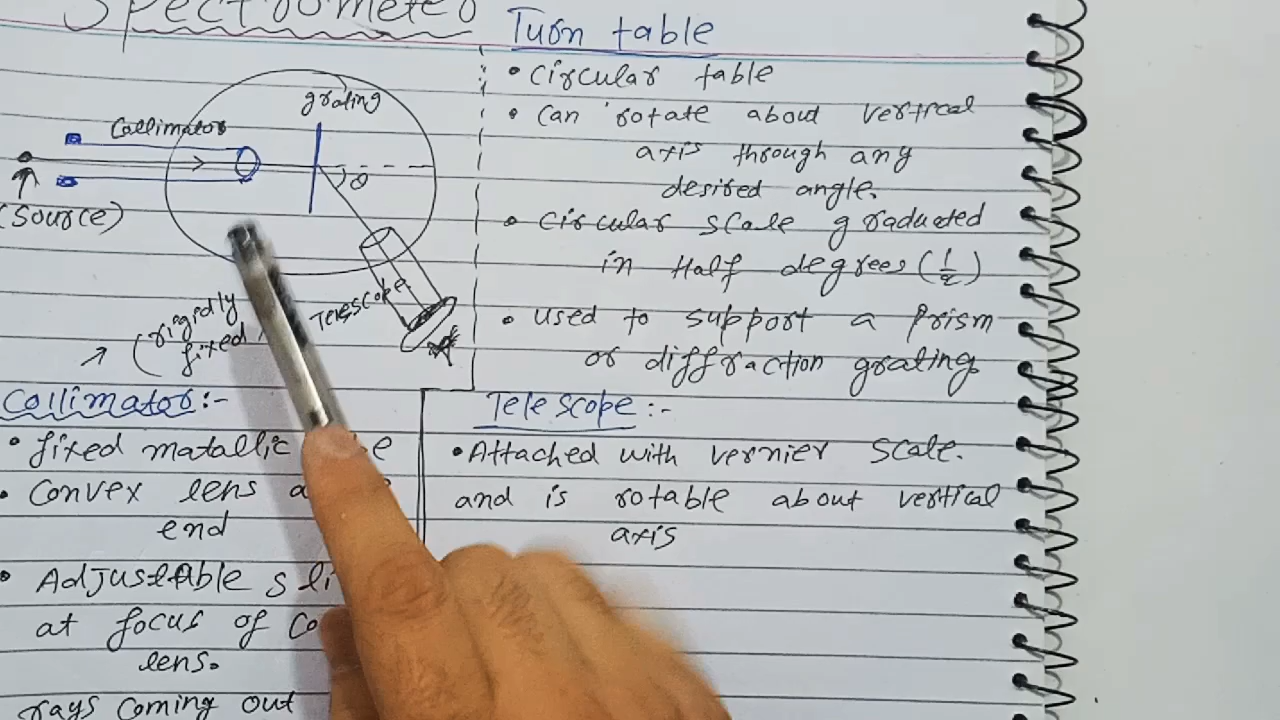 Spectrometer
grating
Collimator
θ
(Source)
Telescope
(rigidly
fixed
Turn table
• Circular table
• Can rotate about vertical
axis through any
desired angle.
• Circular scale graduated
in Half degrees (1/2)
• used to support a Prism
or diffraction grating
Collimator:-
• fixed matallic
• Convex lens
end
• Adjustable sli
at focus of
lens.
rays coming out
Telescope:-
• Attached with vernier scale.
and is rotable about vertical
axis